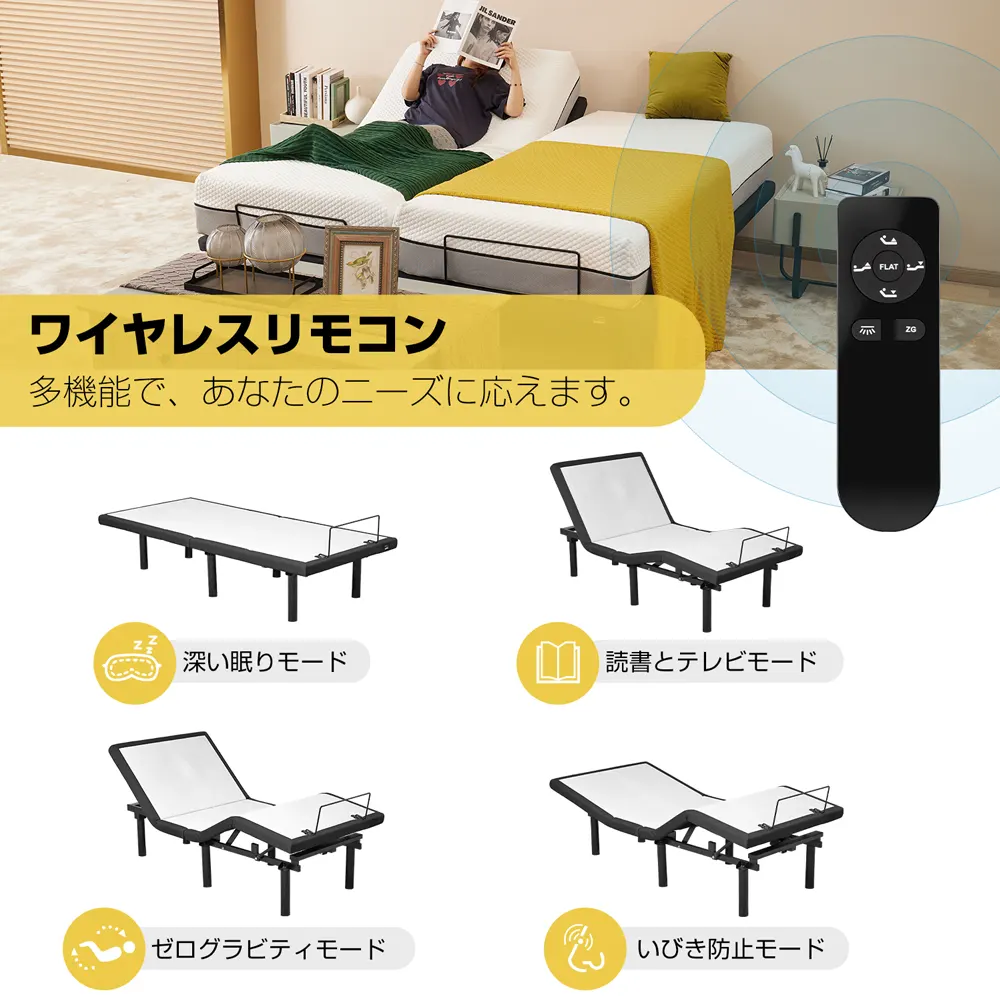 JIL SANDER
FLAT
ZG
ワイヤレスリモコン
多機能で、あなたのニーズに応えます。
z z z
深い眠りモード
読書とテレビモード
ゼログラビティモード
いびき防止モード